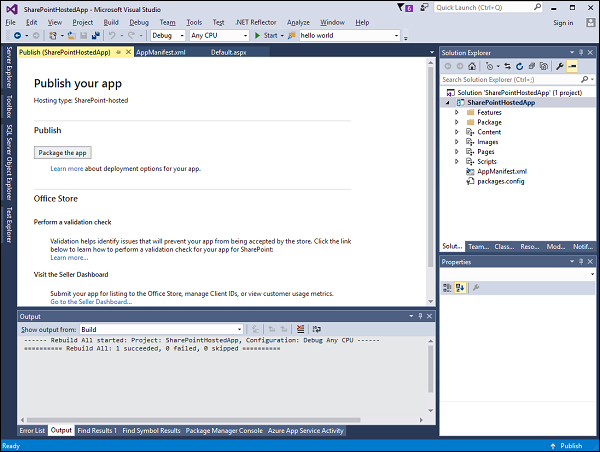 SharePointHostedApp - Microsoft Visual Studio
6
Quick Launch (Ctrl+Q)
File Edit View Project Build Debug Team Tools Test .NET Reflector Analyze Window Help
Sign in
Debug Any CPU Start hello world
Server Explorer
Toolbox
SQL Server Object Explorer
Test Explorer
Publish (SharePointHostedApp) AppManifest.xml Default.aspx
Publish your app
Hosting type: SharePoint-hosted
Publish
Package the app
Learn more about deployment options for your app.
Office Store
Perform a validation check
Validation helps identify issues that will prevent your app from being accepted by the store. Click the link
below to learn how to perform a validation check for your app for SharePoint:
Learn more...
Visit the Seller Dashboard
Submit your app for listing to the Office Store, manage Client IDs, or view customer usage metrics.
Go to the Seller Dashboard...
Output
Show output from: Build
------ Rebuild All started: Project: SharePointHostedApp, Configuration: Debug Any CPU ------
========== Rebuild All: 1 succeeded, 0 failed, 0 skipped ==========
Error List Output Find Results 1 Find Symbol Results Package Manager Console Azure App Service Activity
Solution Explorer
Search Solution Explorer (Ctrl+;)
Solution 'SharePointHostedApp' (1 project)
SharePointHostedApp
Features
Package
Content
Images
Pages
Scripts
AppManifest.xml
packages.config
Solut... Team... Class... Reso... Mod... Notif...
Properties
Ready
Publish